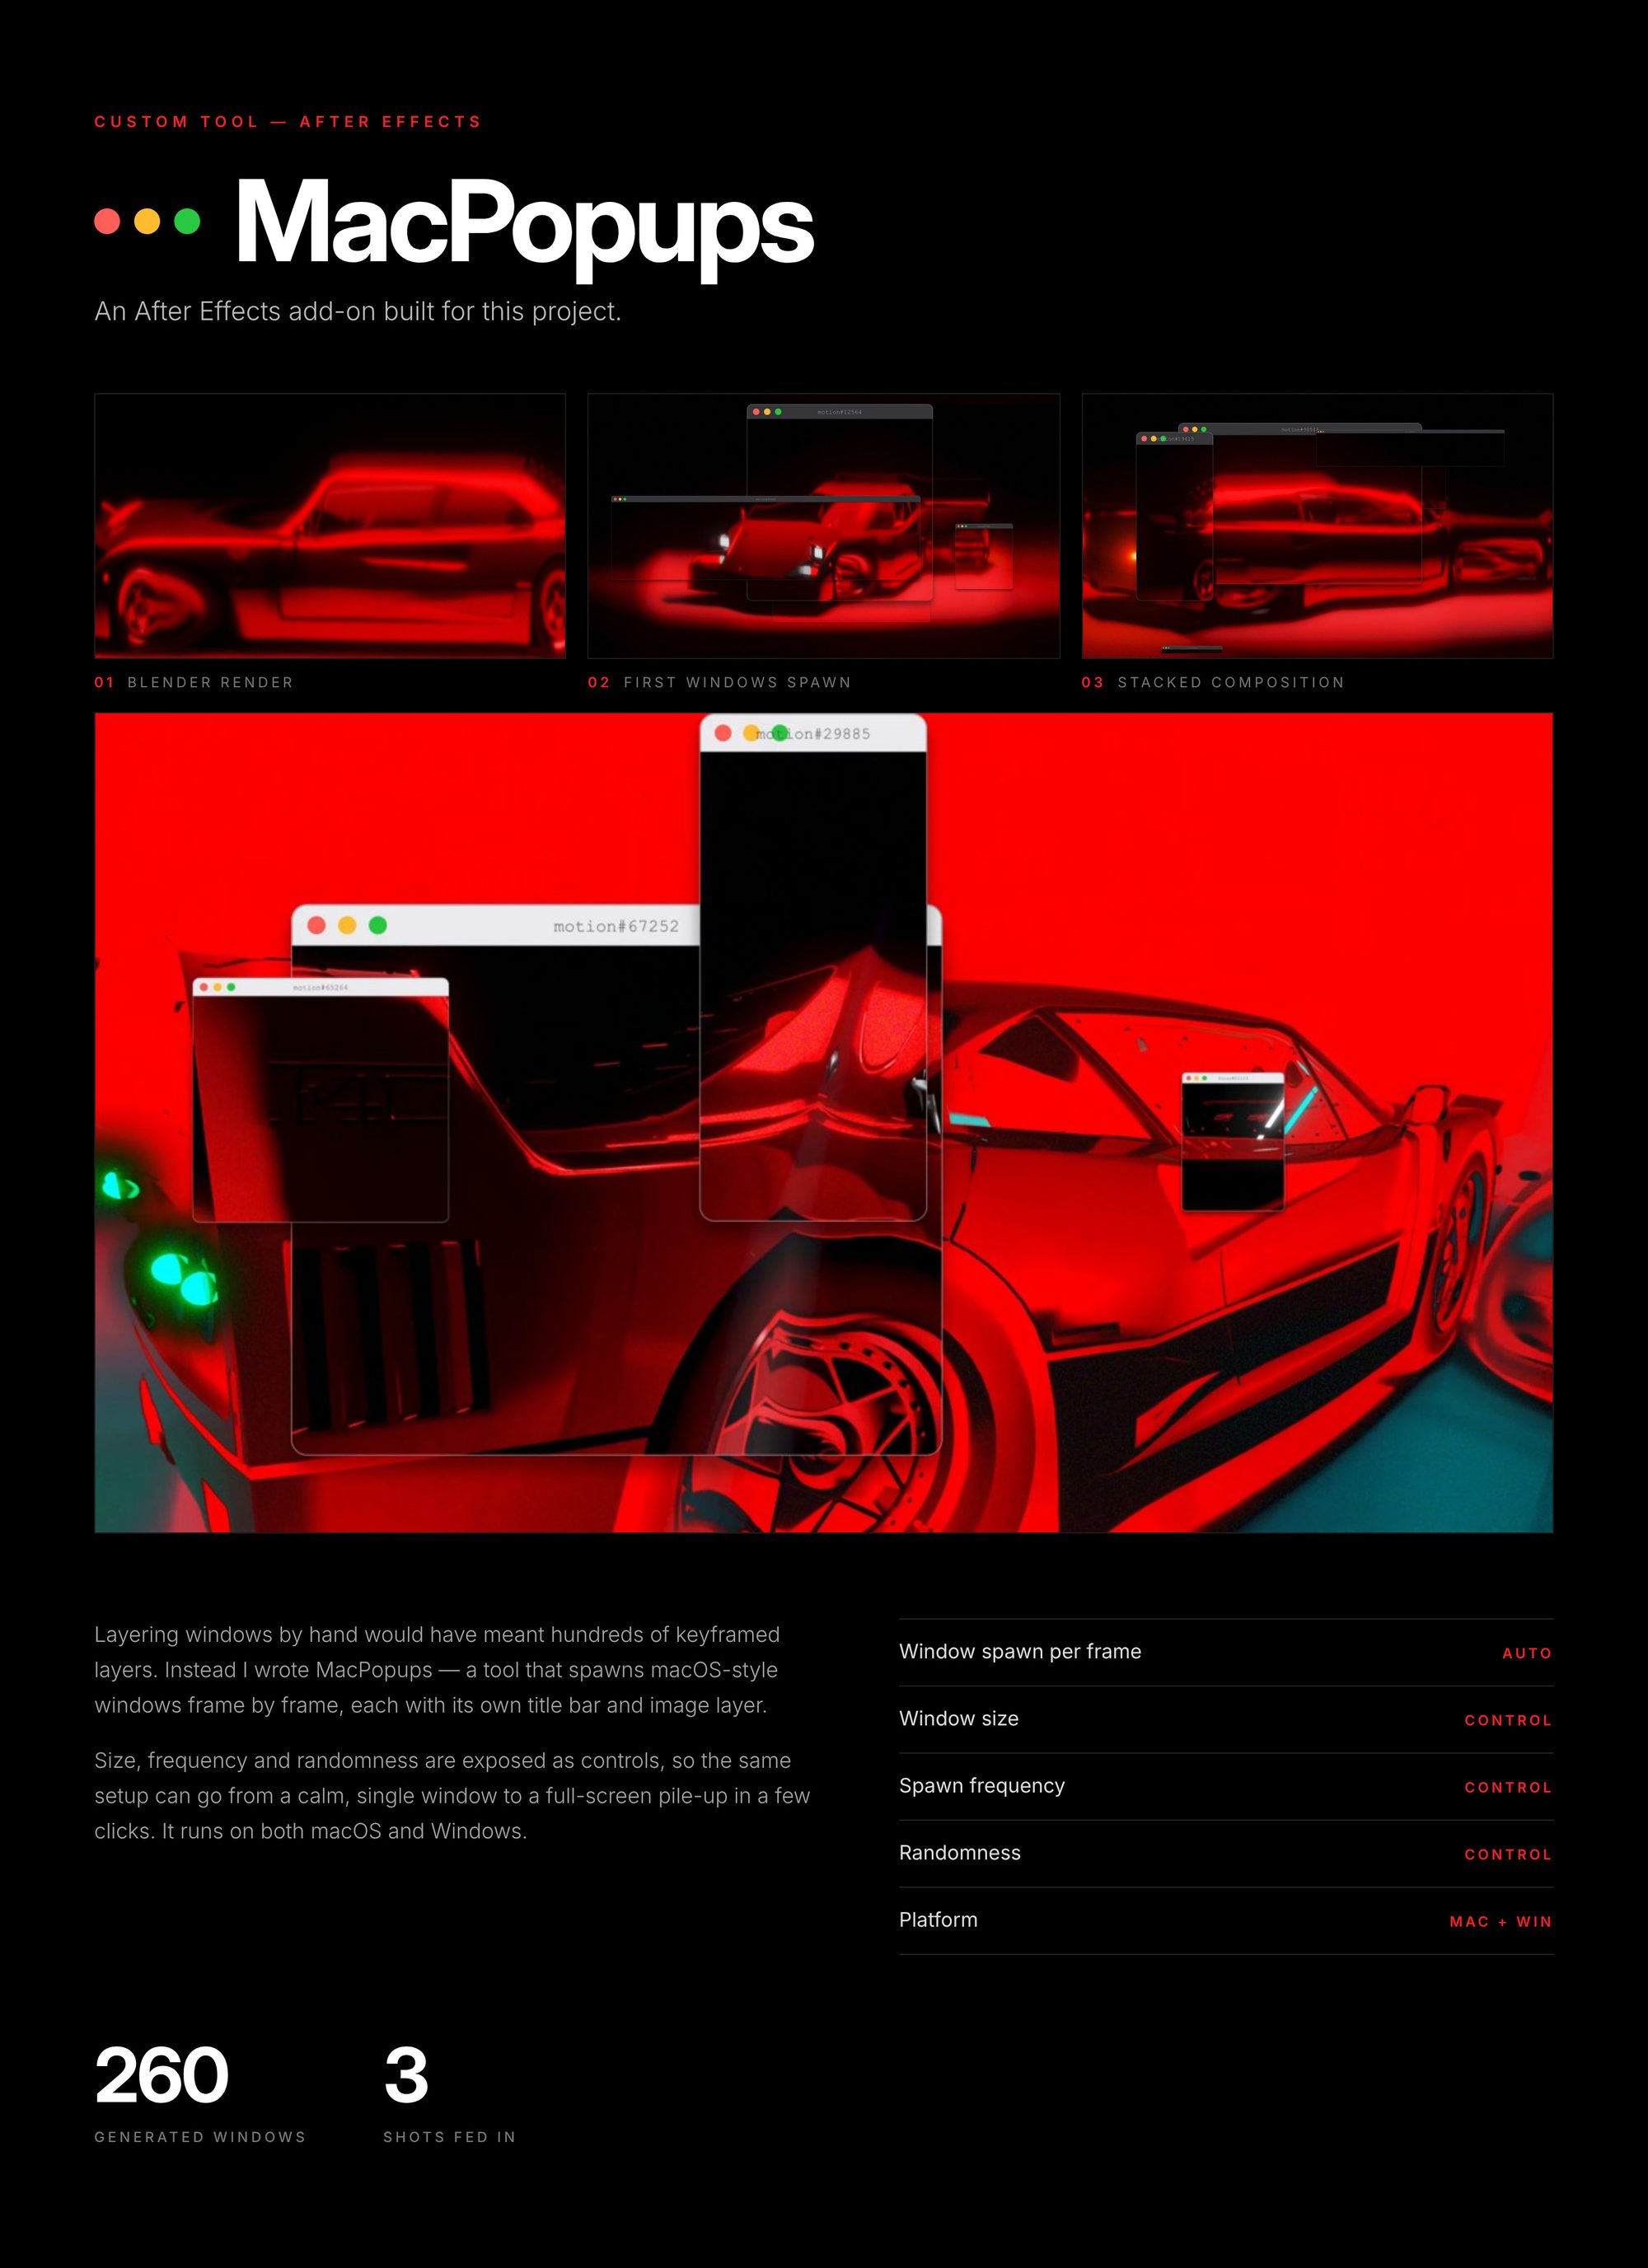 CUSTOM TOOL — AFTER EFFECTS
MacPopups
An After Effects add-on built for this project.
motion#12564
01 BLENDER RENDER
02 FIRST WINDOWS SPAWN
03 STACKED COMPOSITION
motion#29885
motion#67252
motion#65264
Layering windows by hand would have meant hundreds of keyframed
layers. Instead I wrote MacPopups — a tool that spawns macOS-style
windows frame by frame, each with its own title bar and image layer.
Size, frequency and randomness are exposed as controls, so the same
setup can go from a calm, single window to a full-screen pile-up in a few
clicks. It runs on both macOS and Windows.
Window spawn per frame AUTO
Window size CONTROL
Spawn frequency CONTROL
Randomness CONTROL
Platform MAC + WIN
260
GENERATED WINDOWS
3
SHOTS FED IN